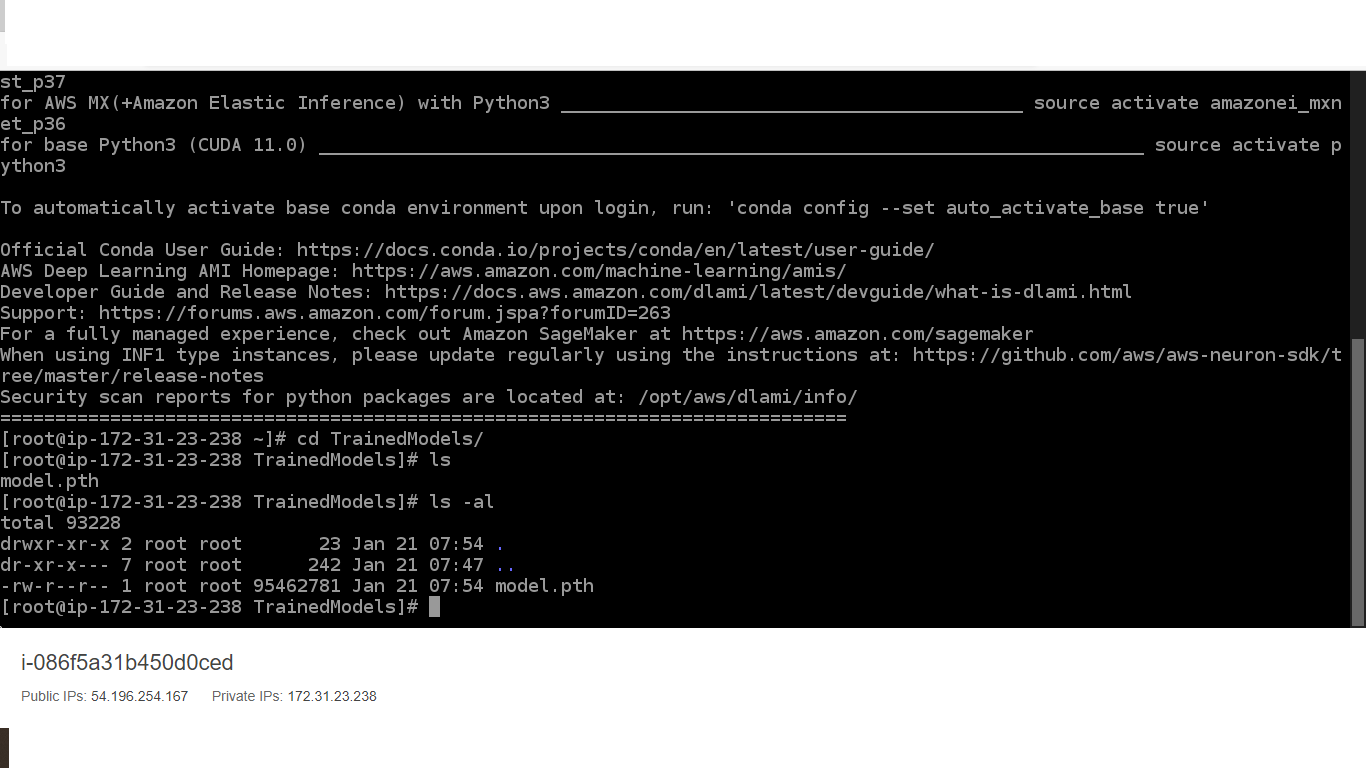 st_p37
for AWS MX(+Amazon Elastic Inference) with Python3 __________________________________________ source activate amazonei_mxn
et_p36
for base Python3 (CUDA 11.0) ___________________________________________________________________________ source activate p
ython3
To automatically activate base conda environment upon login, run: 'conda config --set auto_activate_base true'
Official Conda User Guide: https://docs.conda.io/projects/conda/en/latest/user-guide/
AWS Deep Learning AMI Homepage: https://aws.amazon.com/machine-learning/amis/
Developer Guide and Release Notes: https://docs.aws.amazon.com/dlami/latest/devguide/what-is-dlami.html
Support: https://forums.aws.amazon.com/forum.jspa?forumID=263
For a fully managed experience, check out Amazon SageMaker at https://aws.amazon.com/sagemaker
When using INF1 type instances, please update regularly using the instructions at: https://github.com/aws/aws-neuron-sdk/t
ree/master/release-notes
Security scan reports for python packages are located at: /opt/aws/dlami/info/
=============================================================================
[root@ip-172-31-23-238 ~]# cd TrainedModels/
[root@ip-172-31-23-238 TrainedModels]# ls
model.pth
[root@ip-172-31-23-238 TrainedModels]# ls -al
total 93228
drwxr-xr-x 2 root root       23 Jan 21 07:54 .
dr-xr-x--- 7 root root      242 Jan 21 07:47 ..
-rw-r--r-- 1 root root 95462781 Jan 21 07:54 model.pth
[root@ip-172-31-23-238 TrainedModels]#
i-086f5a31b450d0ced
Public IPs: 54.196.254.167 Private IPs: 172.31.23.238